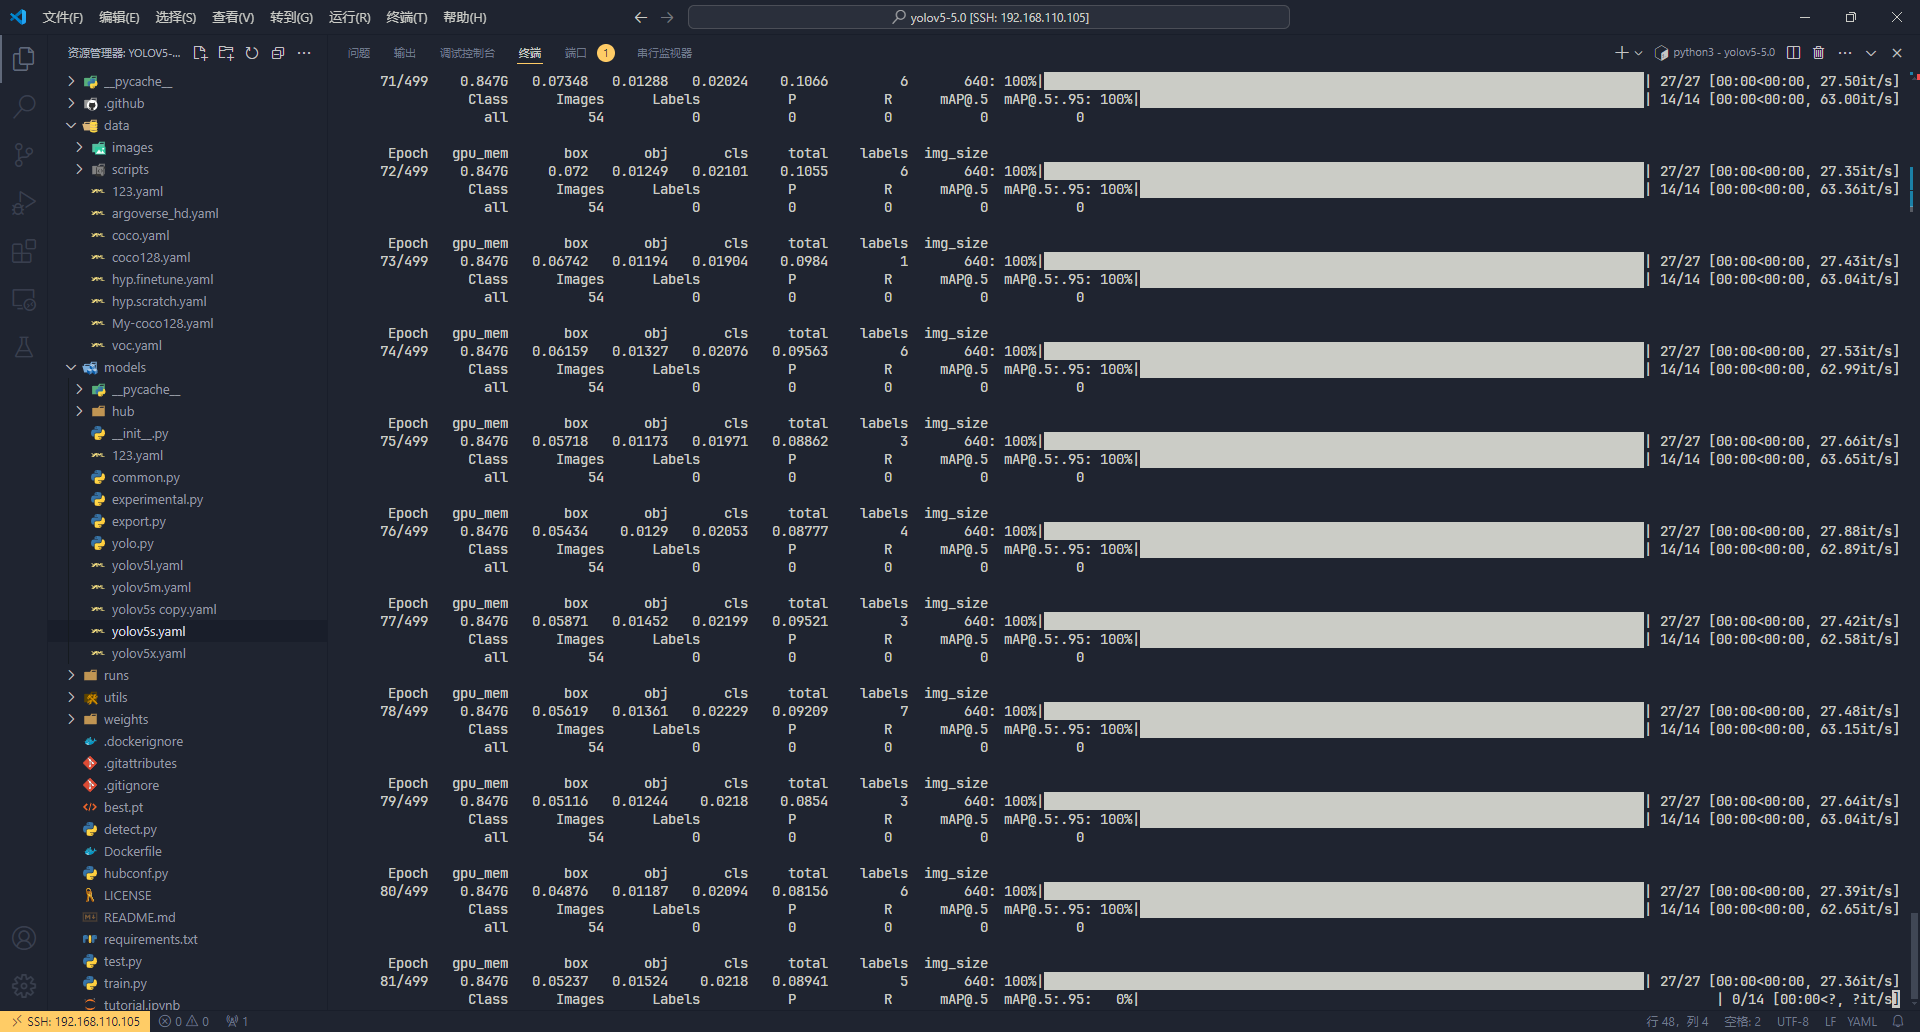 文件(F) 编辑(E) 选择(S) 查看(V) 转到(G) 运行(R) 终端(T) 帮助(H) yolov5-5.0 [SSH: 192.168.110.105]
资源管理器: YOLOV5-...
__pycache__
.github
data
images
scripts
123.yaml
argoverse_hd.yaml
coco.yaml
coco128.yaml
hyp.finetune.yaml
hyp.scratch.yaml
My-coco128.yaml
voc.yaml
models
__pycache__
hub
__init__.py
123.yaml
common.py
experimental.py
export.py
yolo.py
yolov5l.yaml
yolov5m.yaml
yolov5s copy.yaml
yolov5s.yaml
yolov5x.yaml
runs
utils
weights
.dockerignore
.gitattributes
.gitignore
best.pt
detect.py
Dockerfile
hubconf.py
LICENSE
README.md
requirements.txt
test.py
train.py
tutorial.ipynb
问题 输出 调试控制台 终端 端口 1 串行监视器 python3 - yolov5-5.0
71/499 0.847G 0.07348 0.01288 0.02024 0.1066 6 640: 100%| | 27/27 [00:00<00:00, 27.50it/s]
Class Images Labels P R mAP@.5 mAP@.5:.95: 100%| | 14/14 [00:00<00:00, 63.00it/s]
all 54 0 0 0 0 0
Epoch gpu_mem box obj cls total labels img_size
72/499 0.847G 0.072 0.01249 0.02101 0.1055 6 640: 100%| | 27/27 [00:00<00:00, 27.35it/s]
Class Images Labels P R mAP@.5 mAP@.5:.95: 100%| | 14/14 [00:00<00:00, 63.36it/s]
all 54 0 0 0 0 0
Epoch gpu_mem box obj cls total labels img_size
73/499 0.847G 0.06742 0.01194 0.01904 0.0984 1 640: 100%| | 27/27 [00:00<00:00, 27.43it/s]
Class Images Labels P R mAP@.5 mAP@.5:.95: 100%| | 14/14 [00:00<00:00, 63.04it/s]
all 54 0 0 0 0 0
Epoch gpu_mem box obj cls total labels img_size
74/499 0.847G 0.06159 0.01327 0.02076 0.09563 6 640: 100%| | 27/27 [00:00<00:00, 27.53it/s]
Class Images Labels P R mAP@.5 mAP@.5:.95: 100%| | 14/14 [00:00<00:00, 62.99it/s]
all 54 0 0 0 0 0
Epoch gpu_mem box obj cls total labels img_size
75/499 0.847G 0.05718 0.01173 0.01971 0.08862 3 640: 100%| | 27/27 [00:00<00:00, 27.66it/s]
Class Images Labels P R mAP@.5 mAP@.5:.95: 100%| | 14/14 [00:00<00:00, 63.65it/s]
all 54 0 0 0 0 0
Epoch gpu_mem box obj cls total labels img_size
76/499 0.847G 0.05434 0.0129 0.02053 0.08777 4 640: 100%| | 27/27 [00:00<00:00, 27.88it/s]
Class Images Labels P R mAP@.5 mAP@.5:.95: 100%| | 14/14 [00:00<00:00, 62.89it/s]
all 54 0 0 0 0 0
Epoch gpu_mem box obj cls total labels img_size
77/499 0.847G 0.05871 0.01452 0.02199 0.09521 3 640: 100%| | 27/27 [00:00<00:00, 27.42it/s]
Class Images Labels P R mAP@.5 mAP@.5:.95: 100%| | 14/14 [00:00<00:00, 62.58it/s]
all 54 0 0 0 0 0
Epoch gpu_mem box obj cls total labels img_size
78/499 0.847G 0.05619 0.01361 0.02229 0.09209 7 640: 100%| | 27/27 [00:00<00:00, 27.48it/s]
Class Images Labels P R mAP@.5 mAP@.5:.95: 100%| | 14/14 [00:00<00:00, 63.15it/s]
all 54 0 0 0 0 0
Epoch gpu_mem box obj cls total labels img_size
79/499 0.847G 0.05116 0.01244 0.0218 0.0854 3 640: 100%| | 27/27 [00:00<00:00, 27.64it/s]
Class Images Labels P R mAP@.5 mAP@.5:.95: 100%| | 14/14 [00:00<00:00, 63.04it/s]
all 54 0 0 0 0 0
Epoch gpu_mem box obj cls total labels img_size
80/499 0.847G 0.04876 0.01187 0.02094 0.08156 6 640: 100%| | 27/27 [00:00<00:00, 27.39it/s]
Class Images Labels P R mAP@.5 mAP@.5:.95: 100%| | 14/14 [00:00<00:00, 62.65it/s]
all 54 0 0 0 0 0
Epoch gpu_mem box obj cls total labels img_size
81/499 0.847G 0.05237 0.01524 0.0218 0.08941 5 640: 100%| | 27/27 [00:00<00:00, 27.36it/s]
Class Images Labels P R mAP@.5 mAP@.5:.95: 0%| | 0/14 [00:00<?, ?it/s]
SSH: 192.168.110.105 0 0 1 行 48，列 4 空格: 2 UTF-8 LF YAML